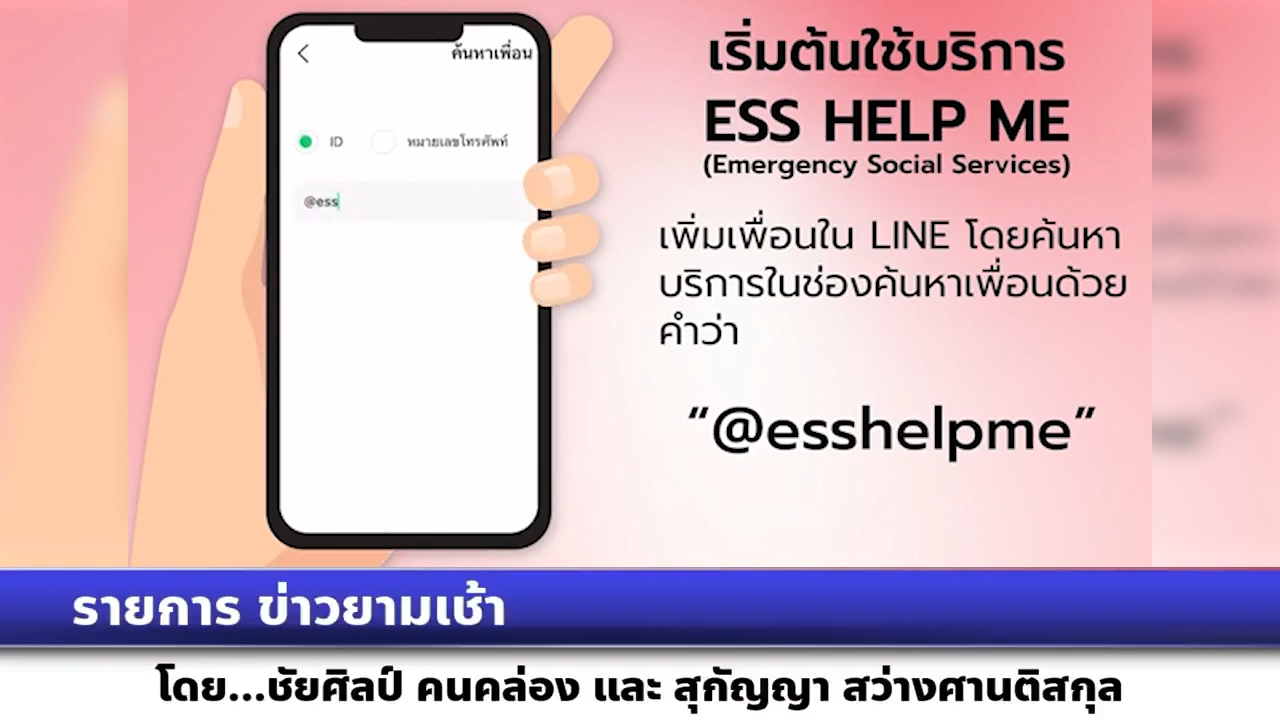 ค้นหาเพื่อน
ID หมายเลขโทรศัพท์
@ess
เริ่มต้นใช้บริการ
ESS HELP ME
(Emergency Social Services)
เพิ่มเพื่อนใน LINE โดยค้นหา
บริการในช่องค้นหาเพื่อนด้วย
คำว่า
“@esshelpme”
รายการ ข่าวยามเช้า
โดย...ชัยศิลป์ คนคล่อง และ สุกัญญา สว่างศานติสกุล